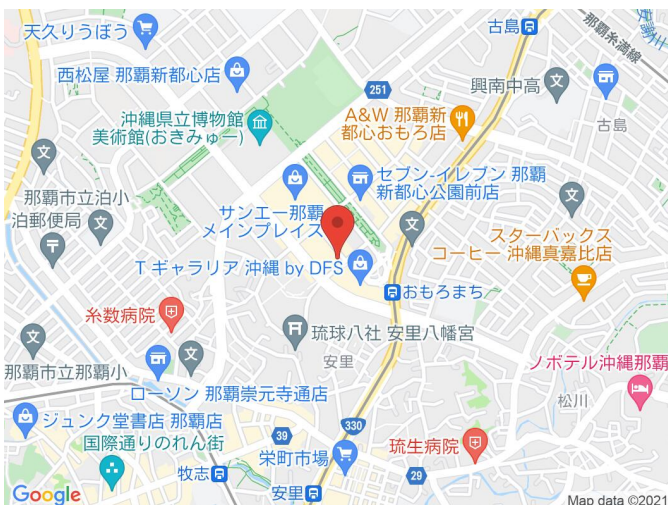 天久りうぼう
古島
那覇糸満線
西松屋 那覇新都心店
251
興南中高
沖縄県立博物館
美術館(おきみゅー)
A&W 那覇新
都心おもろ店
古島
文
文
セブン-イレブン 那覇
新都心公園前店
那覇市立泊小
泊郵便局
文
サンエー那覇
メインプレイス
文
文
スターバックス
コーヒー 沖縄真嘉比店
T ギャラリア 沖縄 by DFS
おもろまち
糸数病院
琉球八社 安里八幡宮
文
文
文
那覇市立那覇小
安里
ノボテル沖縄那覇
ローソン 那覇崇元寺通店
松川
ジュンク堂書店 那覇店
330
国際通りのれん街
39
栄町市場
琉生病院
牧志
29
安里
Google
Map data ©2021